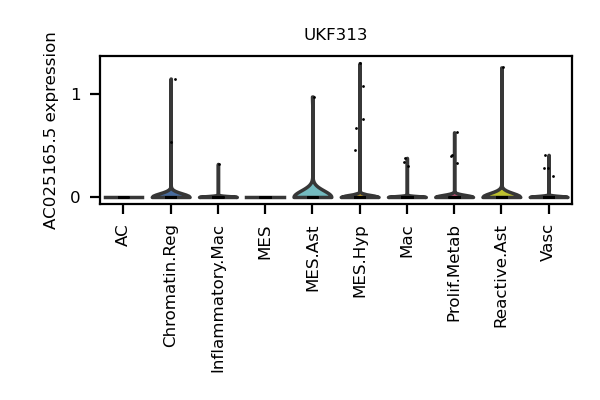 UKF313
AC025165.5 expression
1
0
AC
Chromatin.Reg
Inflammatory.Mac
MES
MES.Ast
MES.Hyp
Mac
Prolif.Metab
Reactive.Ast
Vasc